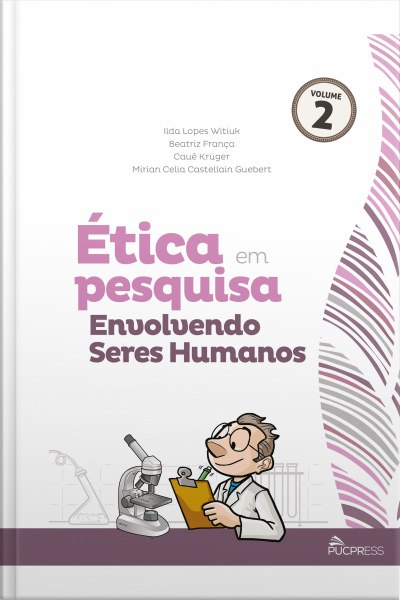 VOLUME
2
Ilda Lopes Witiuk
Beatriz França
Cauê Krüger
Mirian Celia Castellain Guebert
Ética em
pesquisa
Envolvendo
Seres Humanos
PUCPRESS